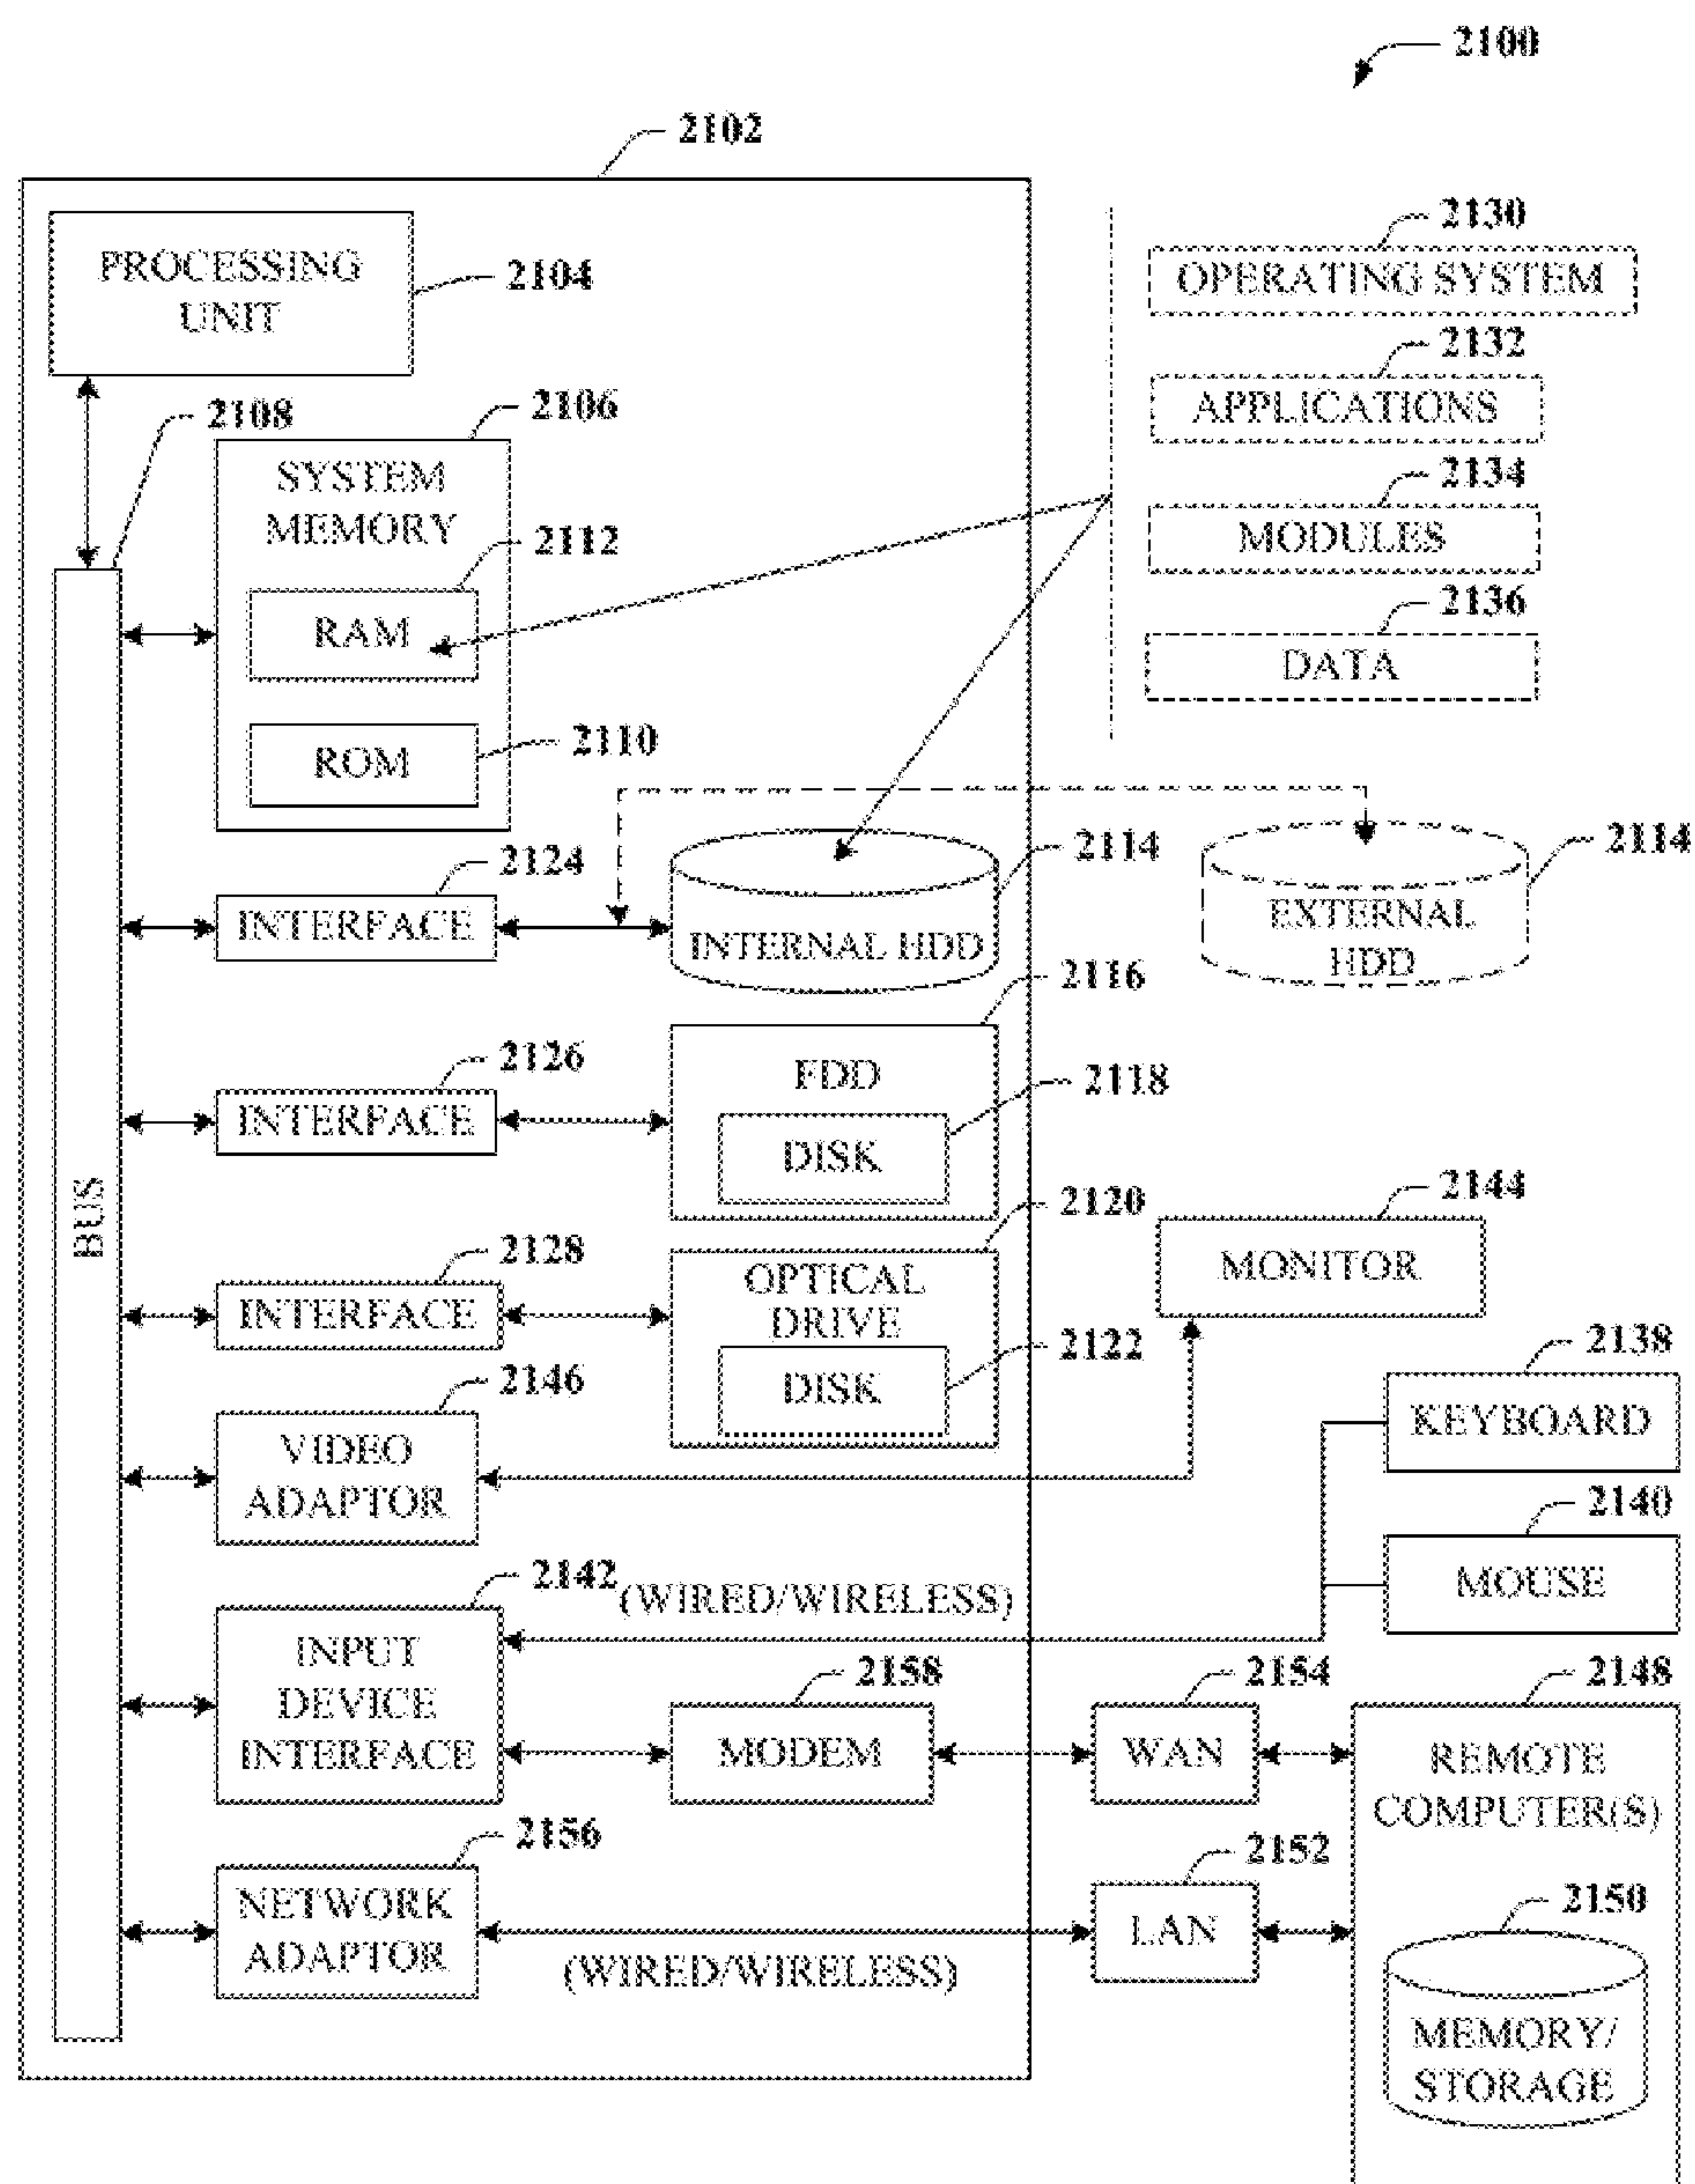 2100
2102
PROCESSING
UNIT
2104
2108
2106
SYSTEM
MEMORY
2112
RAM
ROM
2110
2130
OPERATING SYSTEM
2132
APPLICATIONS
2134
MODULES
2136
DATA
2124
INTERFACE
INTERNAL HDD
2114
EXTERNAL
HDD
2114
2116
2126
INTERFACE
FDD
2118
DISK
BUS
2120
2128
INTERFACE
OPTICAL
DRIVE
2122
DISK
2144
MONITOR
2146
VIDEO
ADAPTOR
2138
KEYBOARD
2140
MOUSE
2142
(WIRED/WIRELESS)
INPUT
DEVICE
INTERFACE
2158
MODEM
2154
WAN
2148
REMOTE
COMPUTER(S)
2156
NETWORK
ADAPTOR
(WIRED/WIRELESS)
2152
LAN
2150
MEMORY/
STORAGE